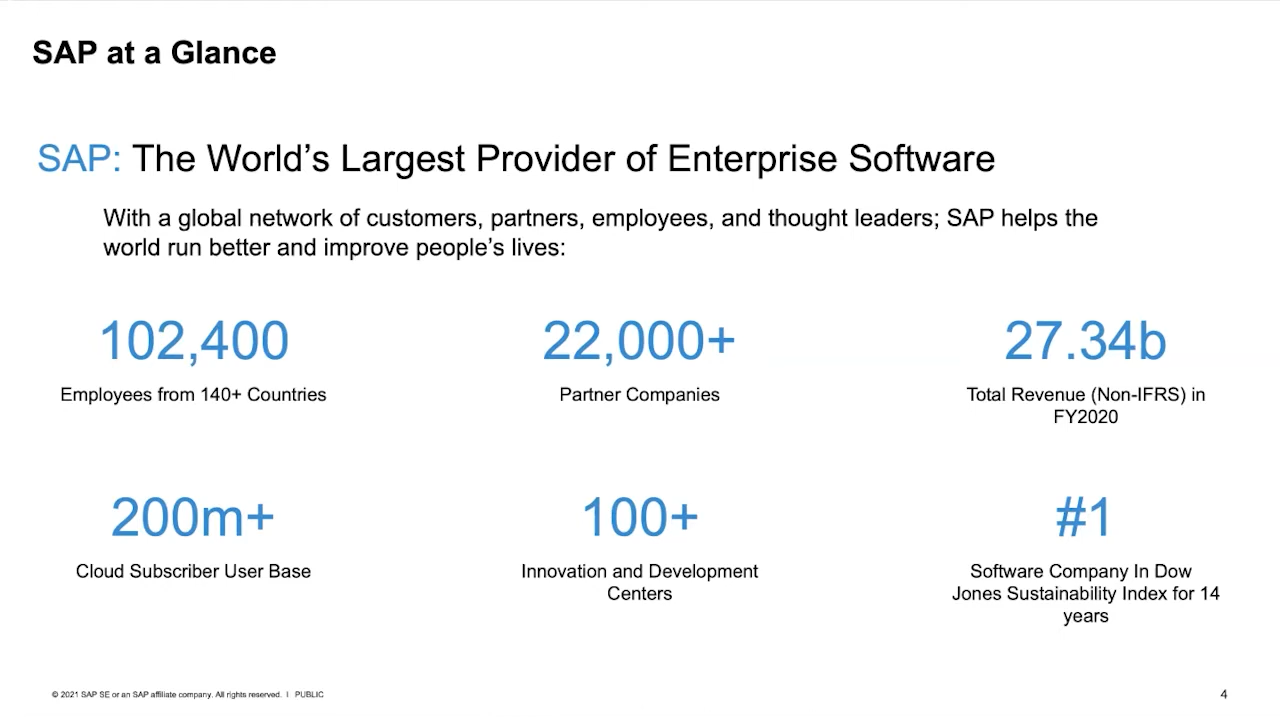 SAP at a Glance
SAP: The World's Largest Provider of Enterprise Software
With a global network of customers, partners, employees, and thought leaders; SAP helps the
world run better and improve people's lives:
102,400
Employees from 140+ Countries
22,000+
Partner Companies
27.34b
Total Revenue (Non-IFRS) in
FY2020
200m+
Cloud Subscriber User Base
100+
Innovation and Development
Centers
#1
Software Company In Dow
Jones Sustainability Index for 14
years
© 2021 SAP SE or an SAP affiliate company. All rights reserved. I PUBLIC
4